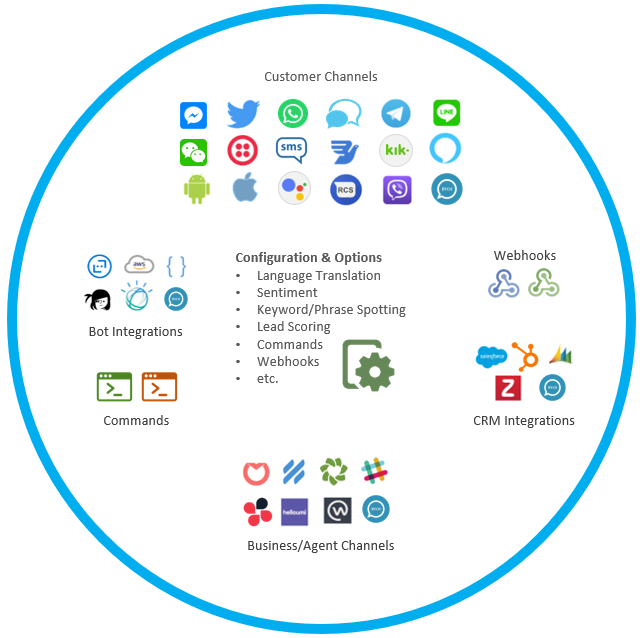 Customer Channels
LINE
sms
kik·
RCS
Configuration & Options
• Language Translation
• Sentiment
• Keyword/Phrase Spotting
• Lead Scoring
• Commands
• Webhooks
• etc.
aws
{ }
Bot Integrations
Webhooks
>_ >_
Commands
salesforce
Z
CRM Integrations
helloumi
Business/Agent Channels